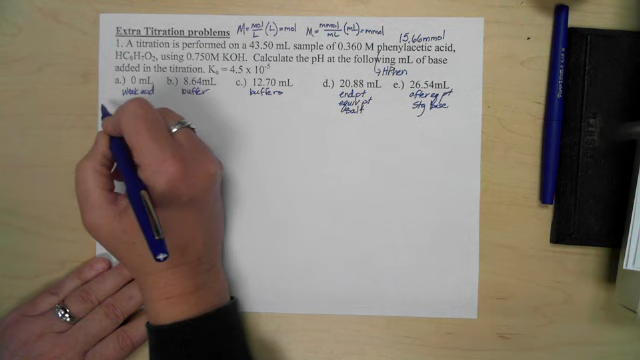 Extra Titration problems M= mol/L (L) = mol M= mmol/mL (mL) = mmol
15.66mmol
1. A titration is performed on a 43.50 mL sample of 0.360 M phenylacetic acid,
HC₈H₇O₂, using 0.750M KOH. Calculate the pH at the following mL of base
added in the titration. Kₐ = 4.5 x 10⁻⁵
HPhen
a.) 0 mL b.) 8.64mL c.) 12.70 mL d.) 20.88 mL e.) 26.54mL
weak acid buffer buffers endpt after eq pt
equiv pt stg base
salt